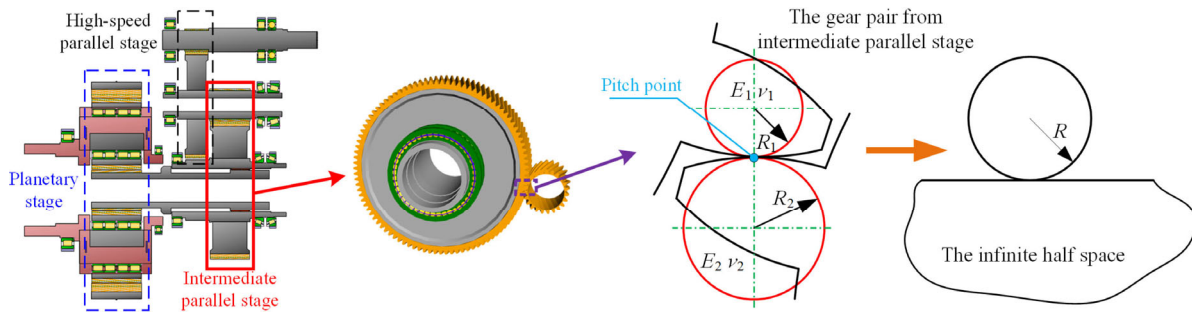 High-speed
parallel stage
Planetary
stage
Intermediate
parallel stage
The gear pair from
intermediate parallel stage
Pitch point
E₁ ν₁
R₁
R₂
E₂ ν₂
R
The infinite half space